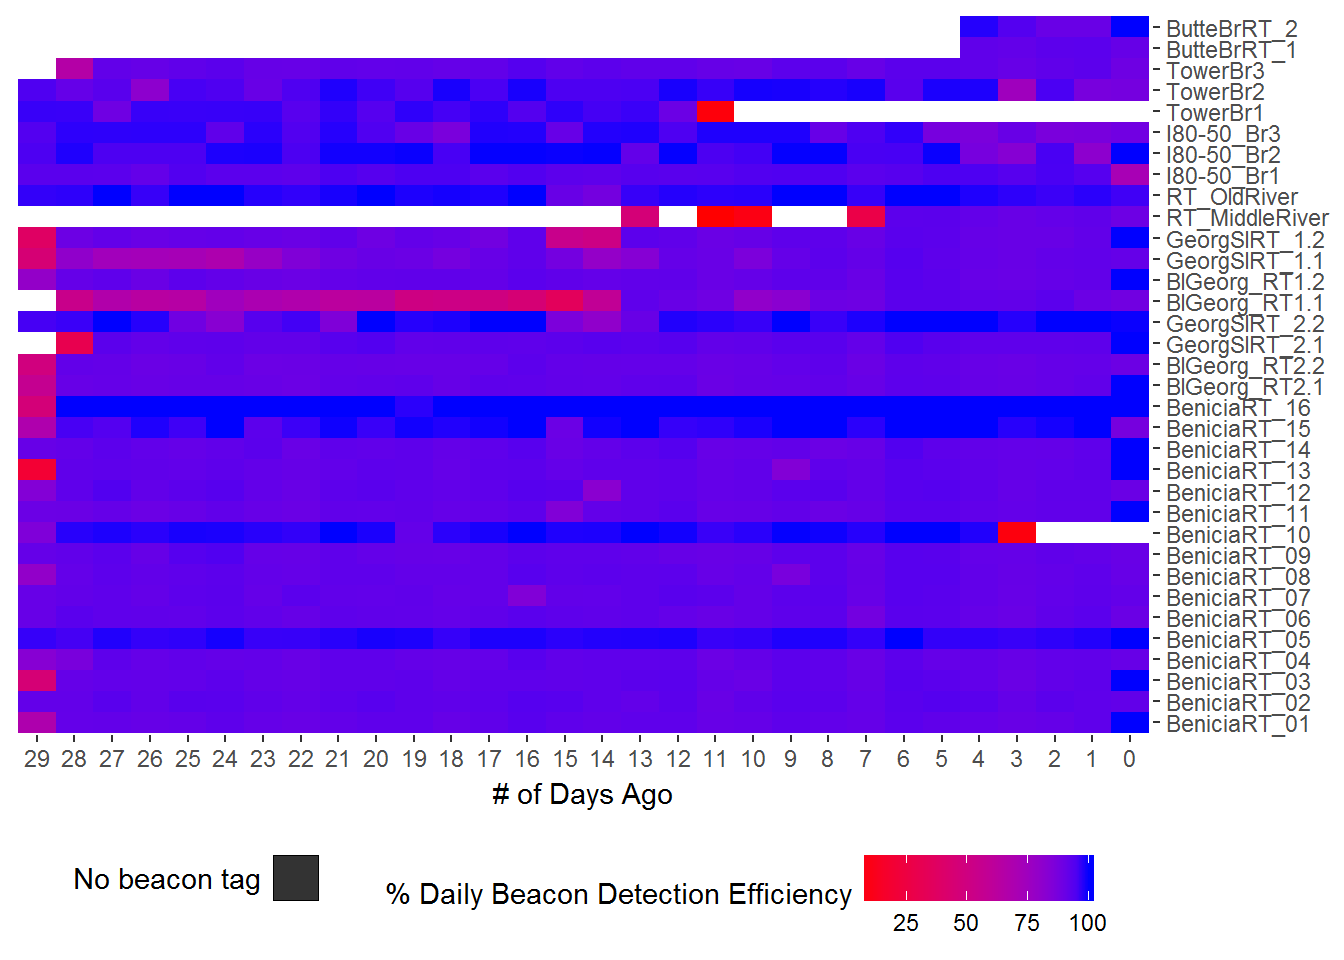 ButteBrRT_2
ButteBrRT_1
TowerBr3
TowerBr2
TowerBr1
I80-50_Br3
I80-50_Br2
I80-50_Br1
RT_OldRiver
RT_MiddleRiver
GeorgSlRT_1.2
GeorgSlRT_1.1
BlGeorg_RT1.2
BlGeorg_RT1.1
GeorgSlRT_2.2
GeorgSlRT_2.1
BlGeorg_RT2.2
BlGeorg_RT2.1
BeniciaRT_16
BeniciaRT_15
BeniciaRT_14
BeniciaRT_13
BeniciaRT_12
BeniciaRT_11
BeniciaRT_10
BeniciaRT_09
BeniciaRT_08
BeniciaRT_07
BeniciaRT_06
BeniciaRT_05
BeniciaRT_04
BeniciaRT_03
BeniciaRT_02
BeniciaRT_01
29 28 27 26 25 24 23 22 21 20 19 18 17 16 15 14 13 12 11 10 9 8 7 6 5 4 3 2 1 0
# of Days Ago
No beacon tag
% Daily Beacon Detection Efficiency
25 50 75 100